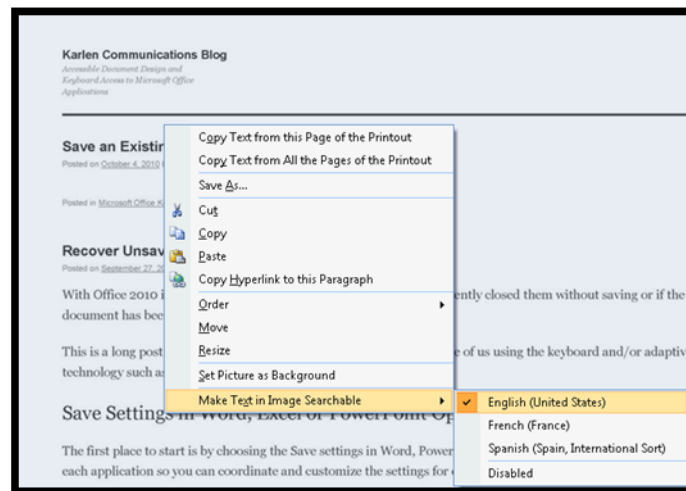 Karlen Communications Blog
Accessible Document Design and
Keyboard Access to Microsoft Office
Applications
Save an Existin
Posted on October 4, 2010
Posted in Microsoft Office
Recover Unsav
Posted on September 27, 20
With Office 2010 i
ently closed them without saving or if the
document has bee
This is a long post
e of us using the keyboard and/or adaptiv
technology such as
Save Settings in Word, Excel or PowerPoint Op
The first place to start is by choosing the Save settings in Word, Power
each application so you can coordinate and customize the settings for
Copy Text from this Page of the Printout
Copy Text from All the Pages of the Printout
Save As...
Cut
Copy
Paste
Copy Hyperlink to this Paragraph
Order
Move
Resize
Set Picture as Background
Make Text in Image Searchable
English (United States)
French (France)
Spanish (Spain, International Sort)
Disabled